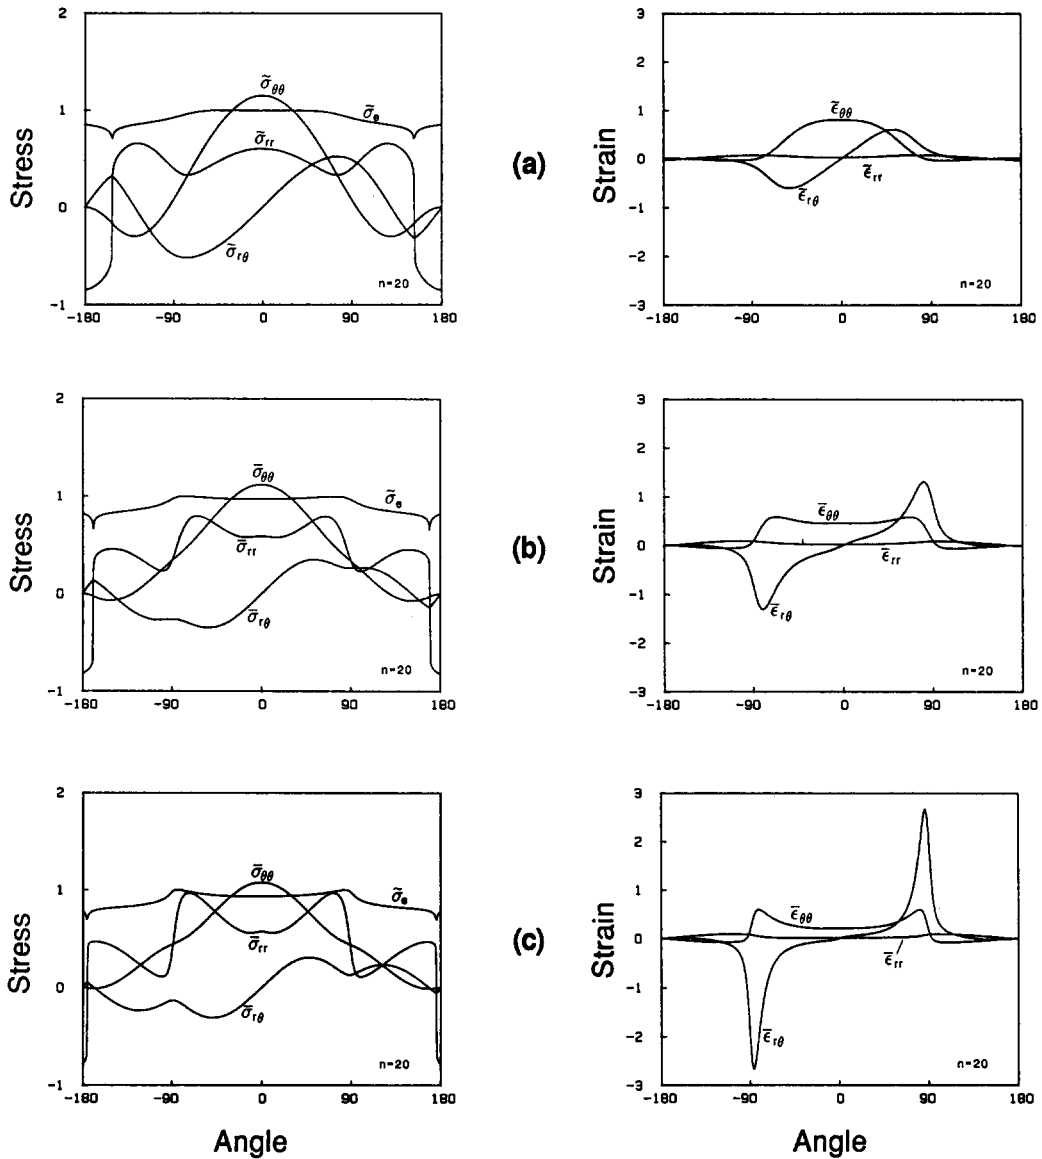 2
1
0
-1
Stress
σ̃θθ
σ̃e
σ̃rr
σ̃rθ
n=20
-180
-90
0
90
180
(a)
3
2
1
0
-1
-2
-3
Strain
ε̃θθ
ε̃rr
ε̃rθ
n=20
-180
-90
0
90
180
2
1
0
-1
Stress
σ̄θθ
σ̃e
σ̄rr
σ̄rθ
n=20
-180
-90
0
90
180
(b)
3
2
1
0
-1
-2
-3
Strain
ε̄θθ
ε̄rr
ε̄rθ
n=20
-180
-90
0
90
180
2
1
0
-1
Stress
σ̄θθ
σ̃e
σ̄rr
σ̄rθ
n=20
-180
-90
0
90
180
Angle
(c)
3
2
1
0
-1
-2
-3
Strain
ε̄θθ
ε̄rr
ε̄rθ
n=20
-180
-90
0
90
180
Angle